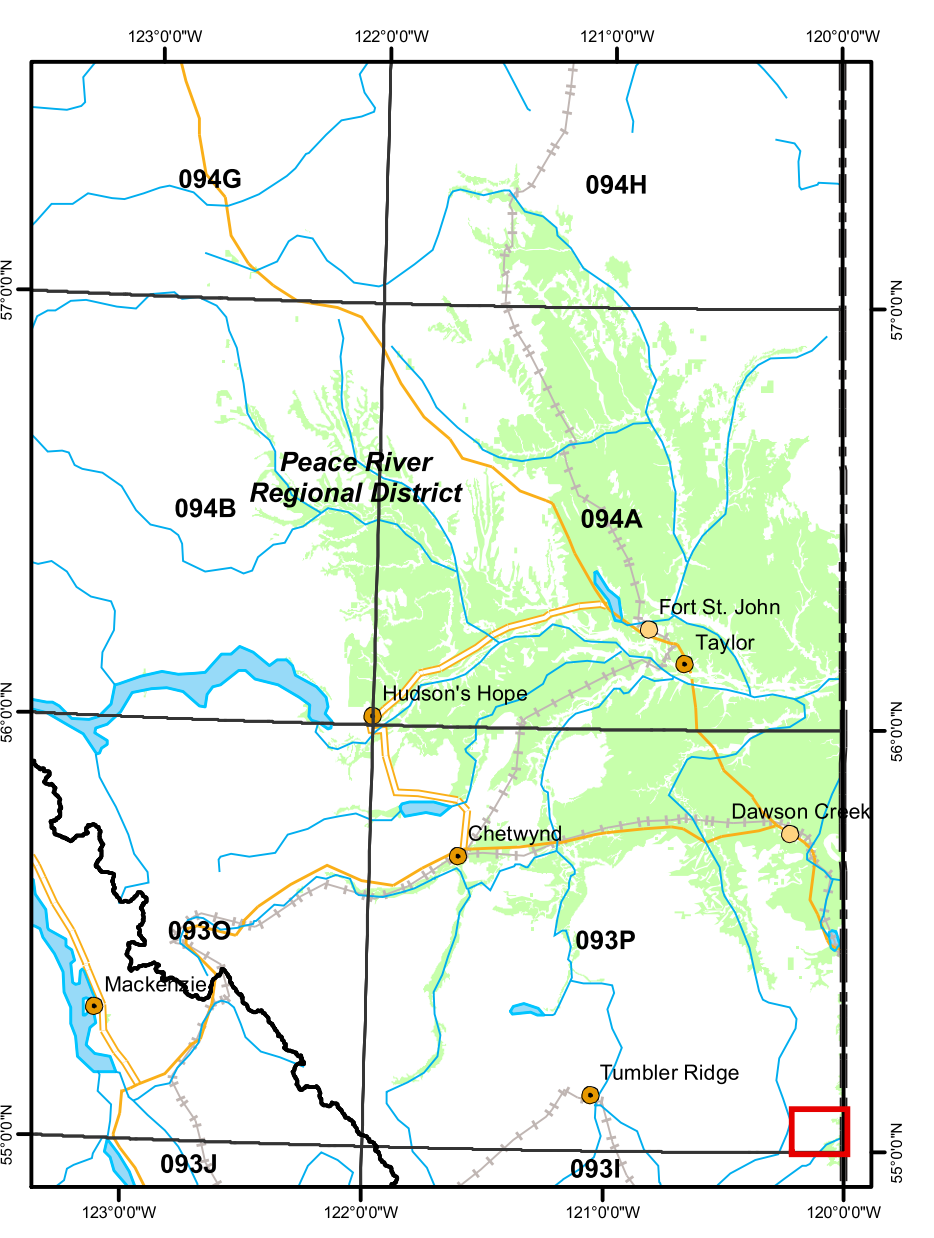 123°0'0"W
122°0'0"W
121°0'0"W
120°0'0"W
094G
094H
57°0'0"N
57°0'0"N
Peace River
Regional District
094B
094A
Fort St. John
Taylor
Hudson's Hope
56°0'0"N
56°0'0"N
Dawson Creek
Chetwynd
093O
093P
Mackenzie
Tumbler Ridge
55°0'0"N
55°0'0"N
093J
093I
123°0'0"W
122°0'0"W
121°0'0"W
120°0'0"W